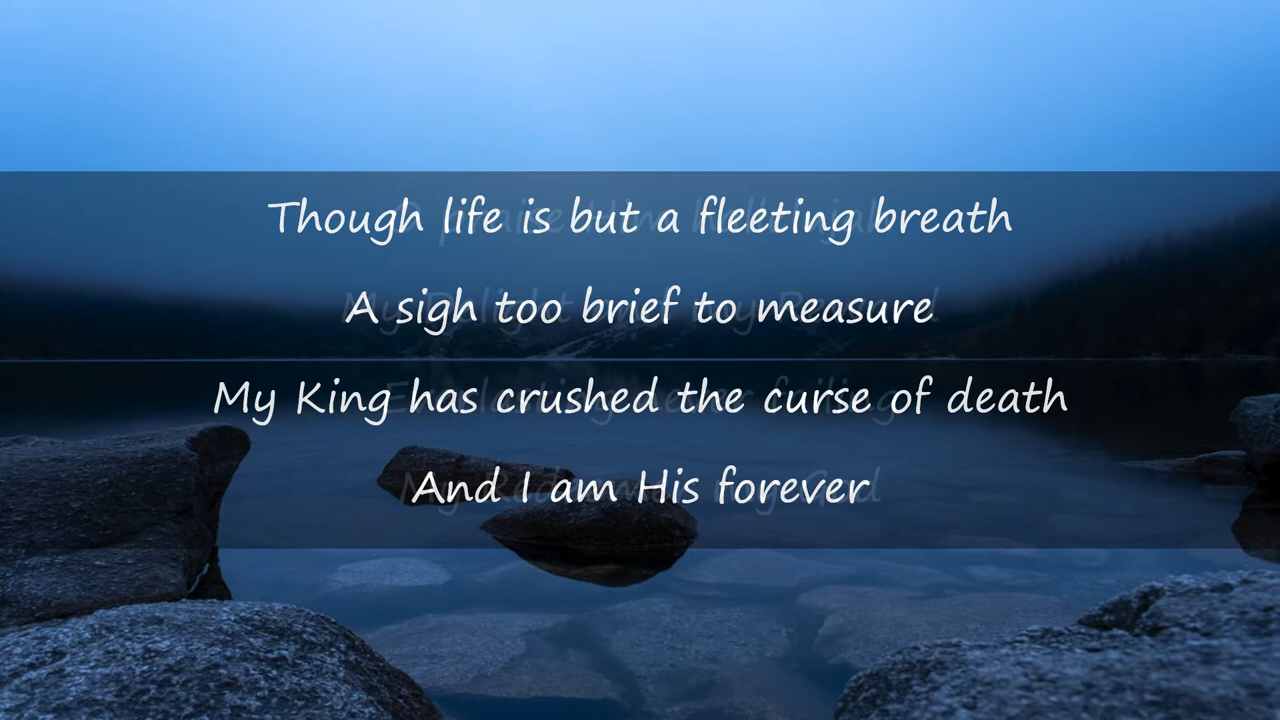 Though life is but a fleeting breath
A sigh too brief to measure
My King has crushed the curse of death
And I am His forever